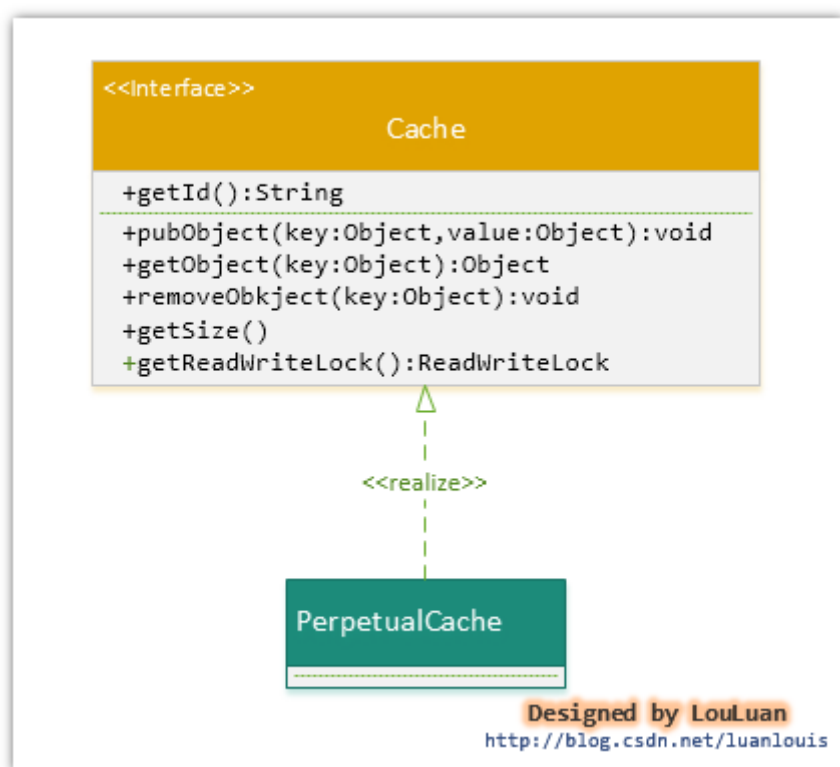 <<Interface>>
Cache
+getId():String
+pubObject(key:Object,value:Object):void
+getObject(key:Object):Object
+removeObkject(key:Object):void
+getSize()
+getReadWriteLock():ReadWriteLock
<<realize>>
PerpetualCache
Designed by LouLuan
http://blog.csdn.net/luanlouis